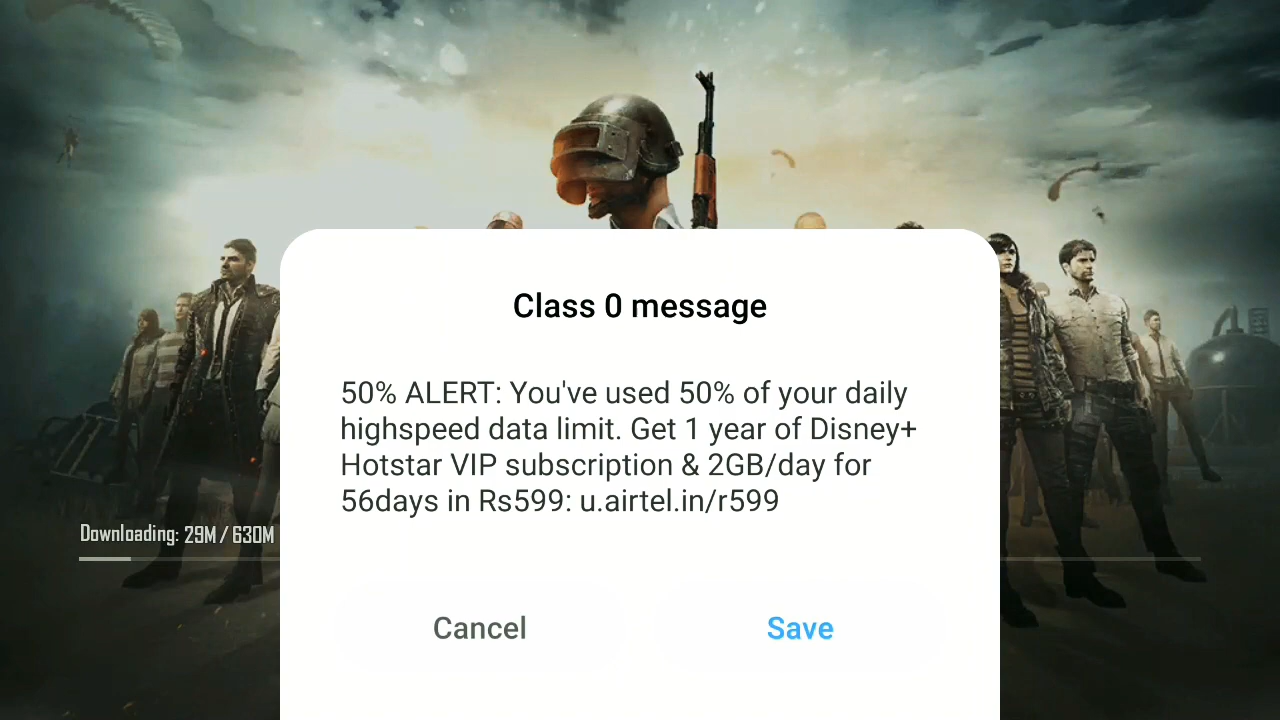 Class 0 message
50% ALERT: You've used 50% of your daily
highspeed data limit. Get 1 year of Disney+
Hotstar VIP subscription & 2GB/day for
56days in Rs599: u.airtel.in/r599
Downloading: 29M / 630M
Cancel
Save